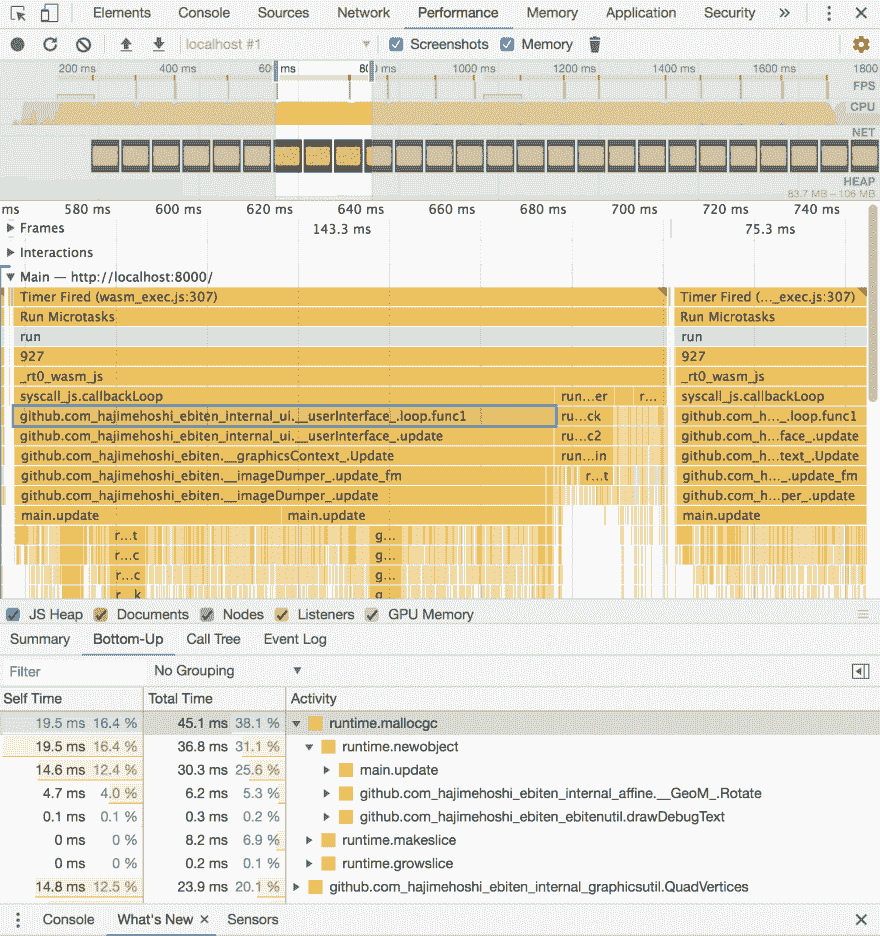 Elements Console Sources Network Performance Memory Application Security »
localhost #1 Screenshots Memory
200 ms 400 ms 60 ms 80 ms 1000 ms 1200 ms 1400 ms 1600 ms 1800
FPS
CPU
NET
HEAP
83.7 MB – 106 MB
ms 580 ms 600 ms 620 ms 640 ms 660 ms 680 ms 700 ms 720 ms 740 ms
Frames 143.3 ms 75.3 ms
Interactions
Main — http://localhost:8000/
Timer Fired (wasm_exec.js:307) Timer Fired (..._exec.js:307)
Run Microtasks Run Microtasks
run run
927 927
_rt0_wasm_js _rt0_wasm_js
syscall_js.callbackLoop run...er r... syscall_js.callbackLoop
github.com_hajimehoshi_ebiten_internal_ui.__userInterface_.loop.func1 ru...ck github.com_h..._.loop.func1
github.com_hajimehoshi_ebiten_internal_ui.__userInterface_.update ru...c2 github.com_h...face_.update
github.com_hajimehoshi_ebiten.__graphicsContext_.Update run...in github.com_h...text_.Update
github.com_hajimehoshi_ebiten.__imageDumper_.update_fm r...t github.com_h..._.update_fm
github.com_hajimehoshi_ebiten.__imageDumper_.update github.com_h...per_.update
main.update main.update main.update
r...t g...
r...c g...
r...c g...
r...k g
JS Heap Documents Nodes Listeners GPU Memory
Summary Bottom-Up Call Tree Event Log
Filter No Grouping
Self Time Total Time Activity
19.5 ms 16.4 % 45.1 ms 38.1 % runtime.mallocgc
19.5 ms 16.4 % 36.8 ms 31.1 % runtime.newobject
14.6 ms 12.4 % 30.3 ms 25.6 % main.update
4.7 ms 4.0 % 6.2 ms 5.3 % github.com_hajimehoshi_ebiten_internal_affine.__GeoM_.Rotate
0.1 ms 0.1 % 0.3 ms 0.2 % github.com_hajimehoshi_ebiten_ebitenutil.drawDebugText
0 ms 0 % 8.2 ms 6.9 % runtime.makeslice
0 ms 0 % 0.2 ms 0.1 % runtime.growslice
14.8 ms 12.5 % 23.9 ms 20.1 % github.com_hajimehoshi_ebiten_internal_graphicsutil.QuadVertices
Console What's New × Sensors